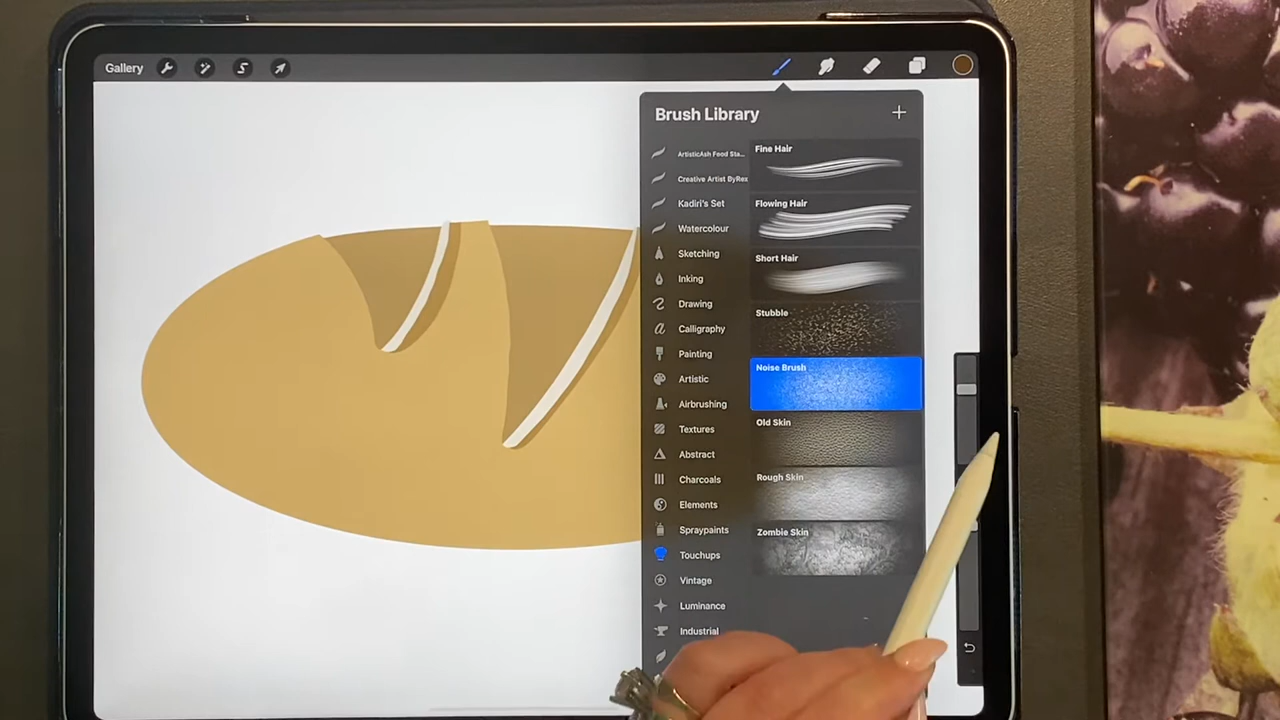 Gallery
Brush Library
ArtisticAsh Food Sta...
Creative Artist ByRex
Kadiri's Set
Watercolour
Sketching
Inking
Drawing
Calligraphy
Painting
Artistic
Airbrushing
Textures
Abstract
Charcoals
Elements
Spraypaints
Touchups
Vintage
Luminance
Industrial
Fine Hair
Flowing Hair
Short Hair
Stubble
Noise Brush
Old Skin
Rough Skin
Zombie Skin